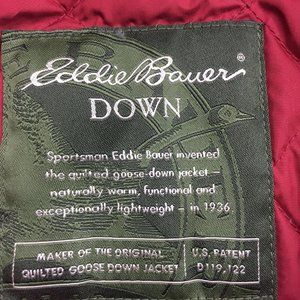 Eddie Bauer®
DOWN
Sportsman Eddie Bauer invented
the quilted goose-down jacket –
naturally warm, functional and
exceptionally lightweight – in 1936
MAKER OF THE ORIGINAL
QUILTED GOOSE DOWN JACKET
U.S. PATENT
D119,122